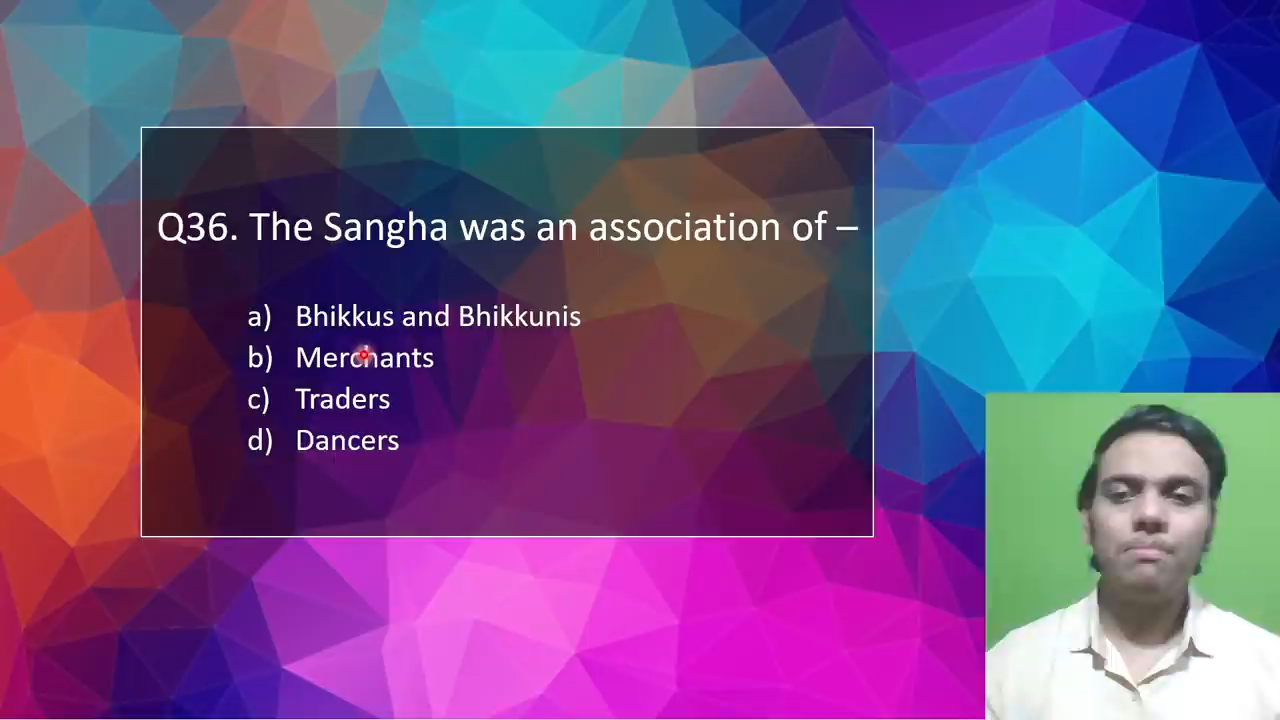 Q36. The Sangha was an association of –
a) Bhikkus and Bhikkunis
b) Merchants
c) Traders
d) Dancers